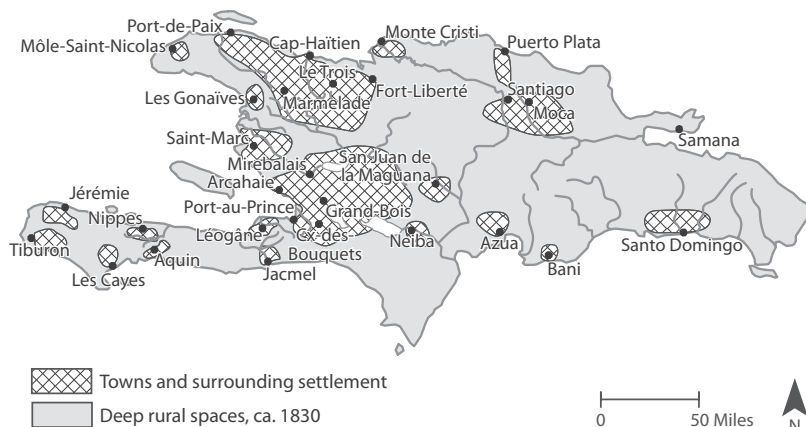 Port-de-Paix
Môle-Saint-Nicolas
Cap-Haïtien
Monte Cristi
Puerto Plata
Le Trois
Fort-Liberté
Les Gonaïves
Marmelade
Santiago
Moca
Saint-Marc
Samana
Mirebalais
San Juan de
la Maguana
Arcahaie
Jérémie
Port-au-Prince
Grand-Bois
Nippes
Léogâne
Cx-des
Bouquets
Neiba
Azua
Santo Domingo
Tiburon
Aquin
Les Cayes
Jacmel
Bani
Towns and surrounding settlement
Deep rural spaces, ca. 1830
0
50 Miles
N